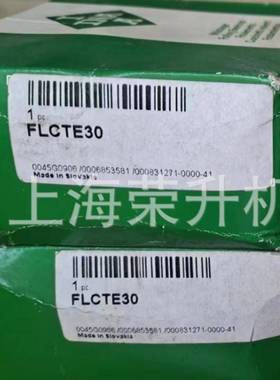 1 pc.
FLCTE30
0045G0906 /0006853581 /000831271-0000-41
Made in Slovakia
上海荣升机
1 pc.
FLCTE30
0045G0906 /0006853581 /000831271-0000-41
Made in Slovakia